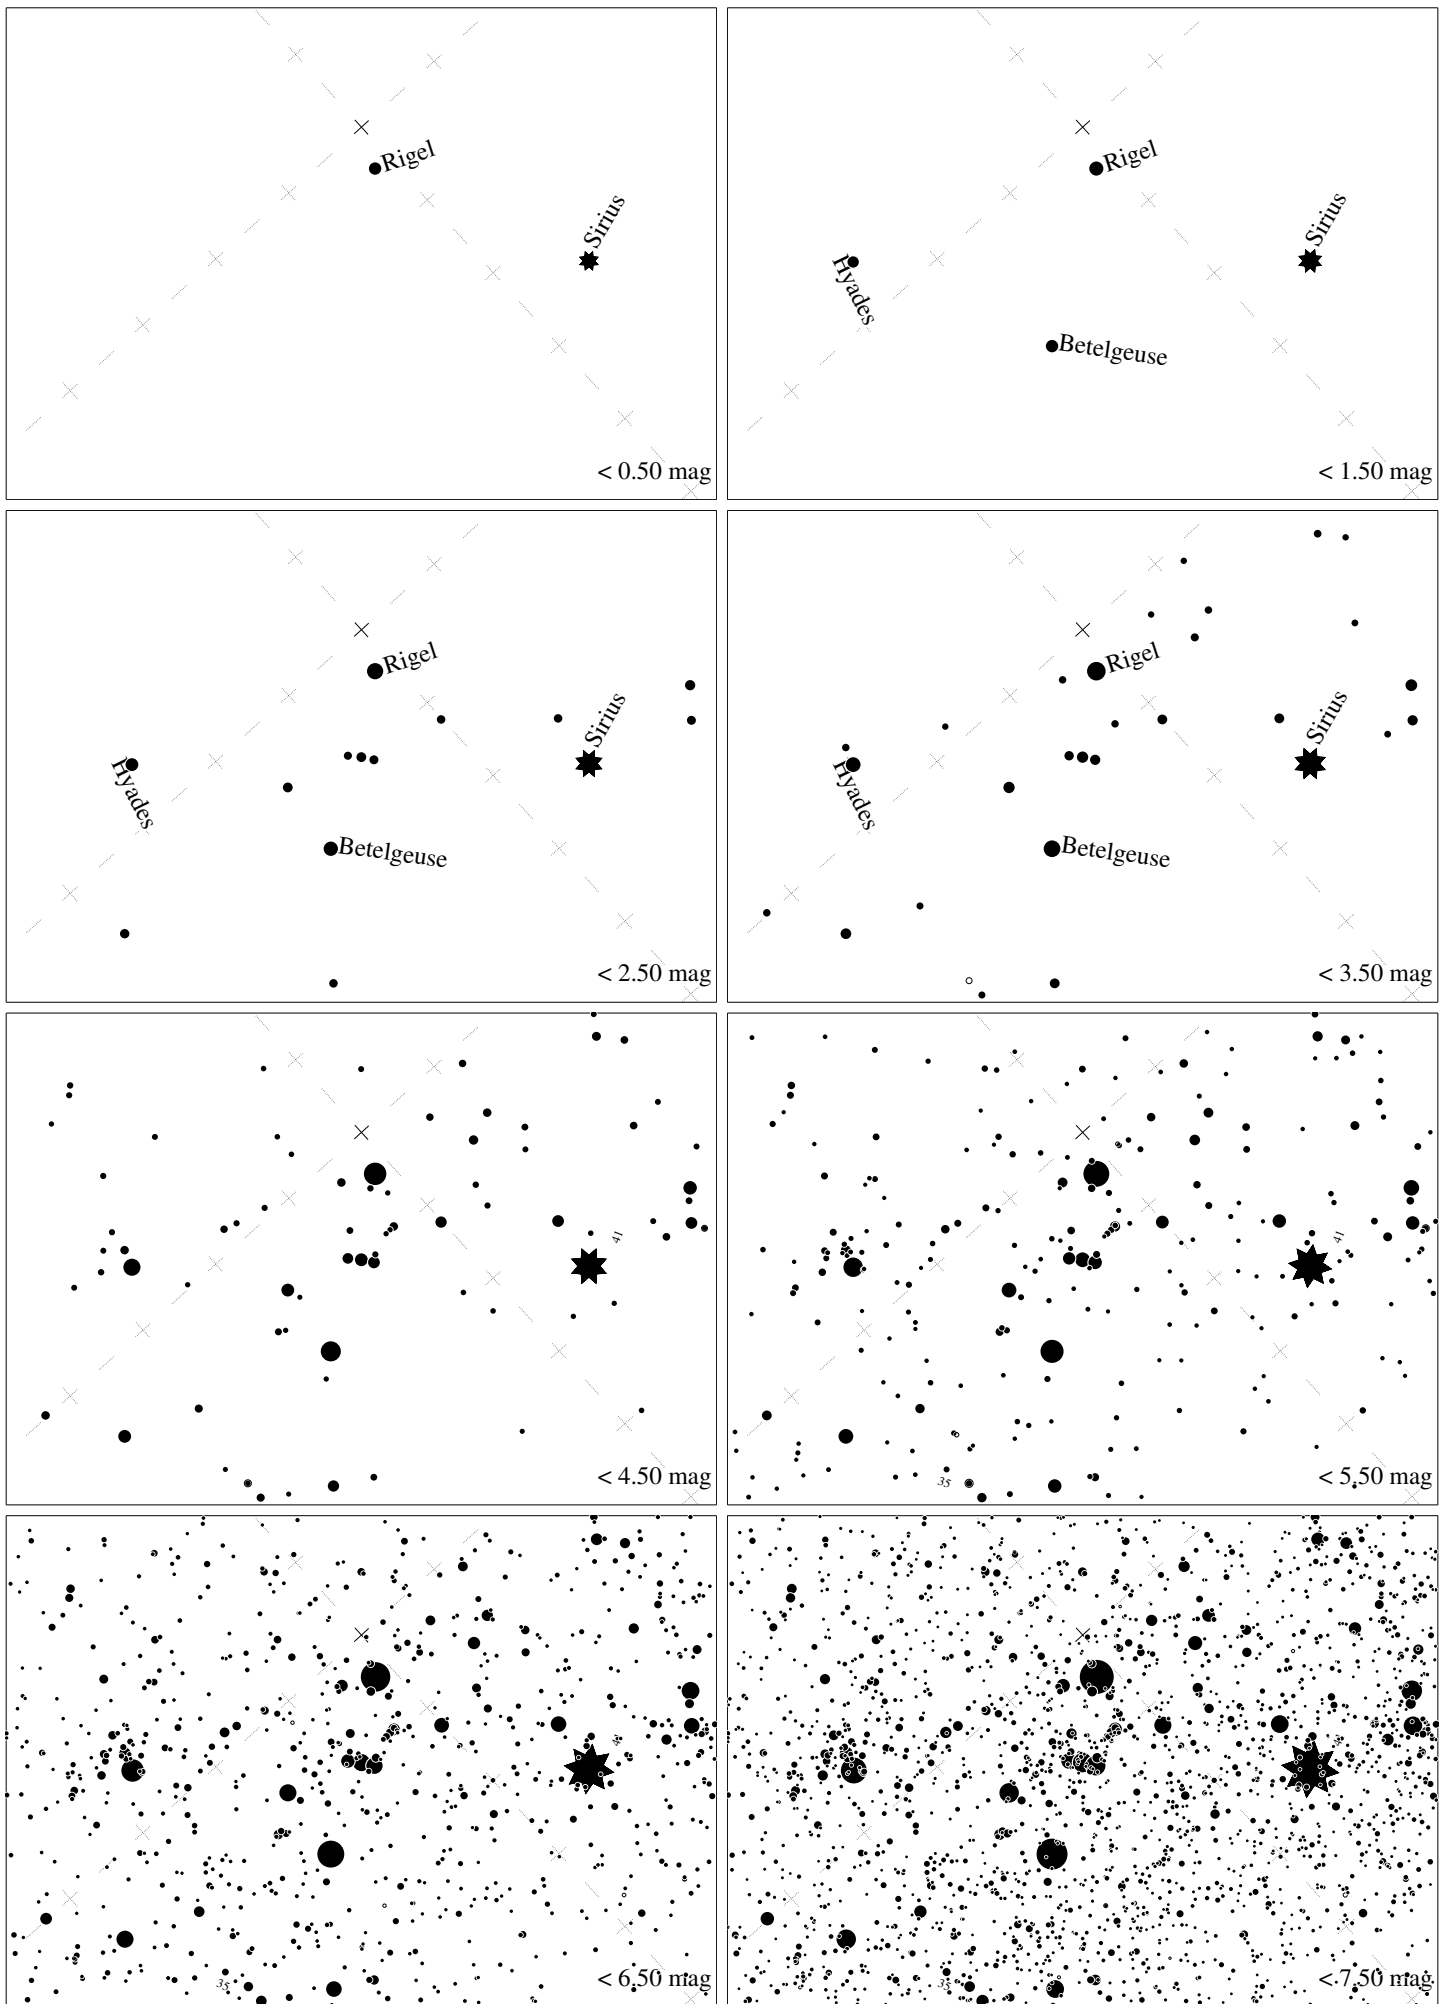 Rigel
Sirius
< 0.50 mag
Rigel
Sirius
Hyades
Betelgeuse
< 1.50 mag
Rigel
Sirius
Hyades
Betelgeuse
< 2.50 mag
Rigel
Sirius
Hyades
Betelgeuse
< 3.50 mag
41
< 4.50 mag
41
35
< 5.50 mag
41
35
< 6.50 mag
35
< 7.50 mag